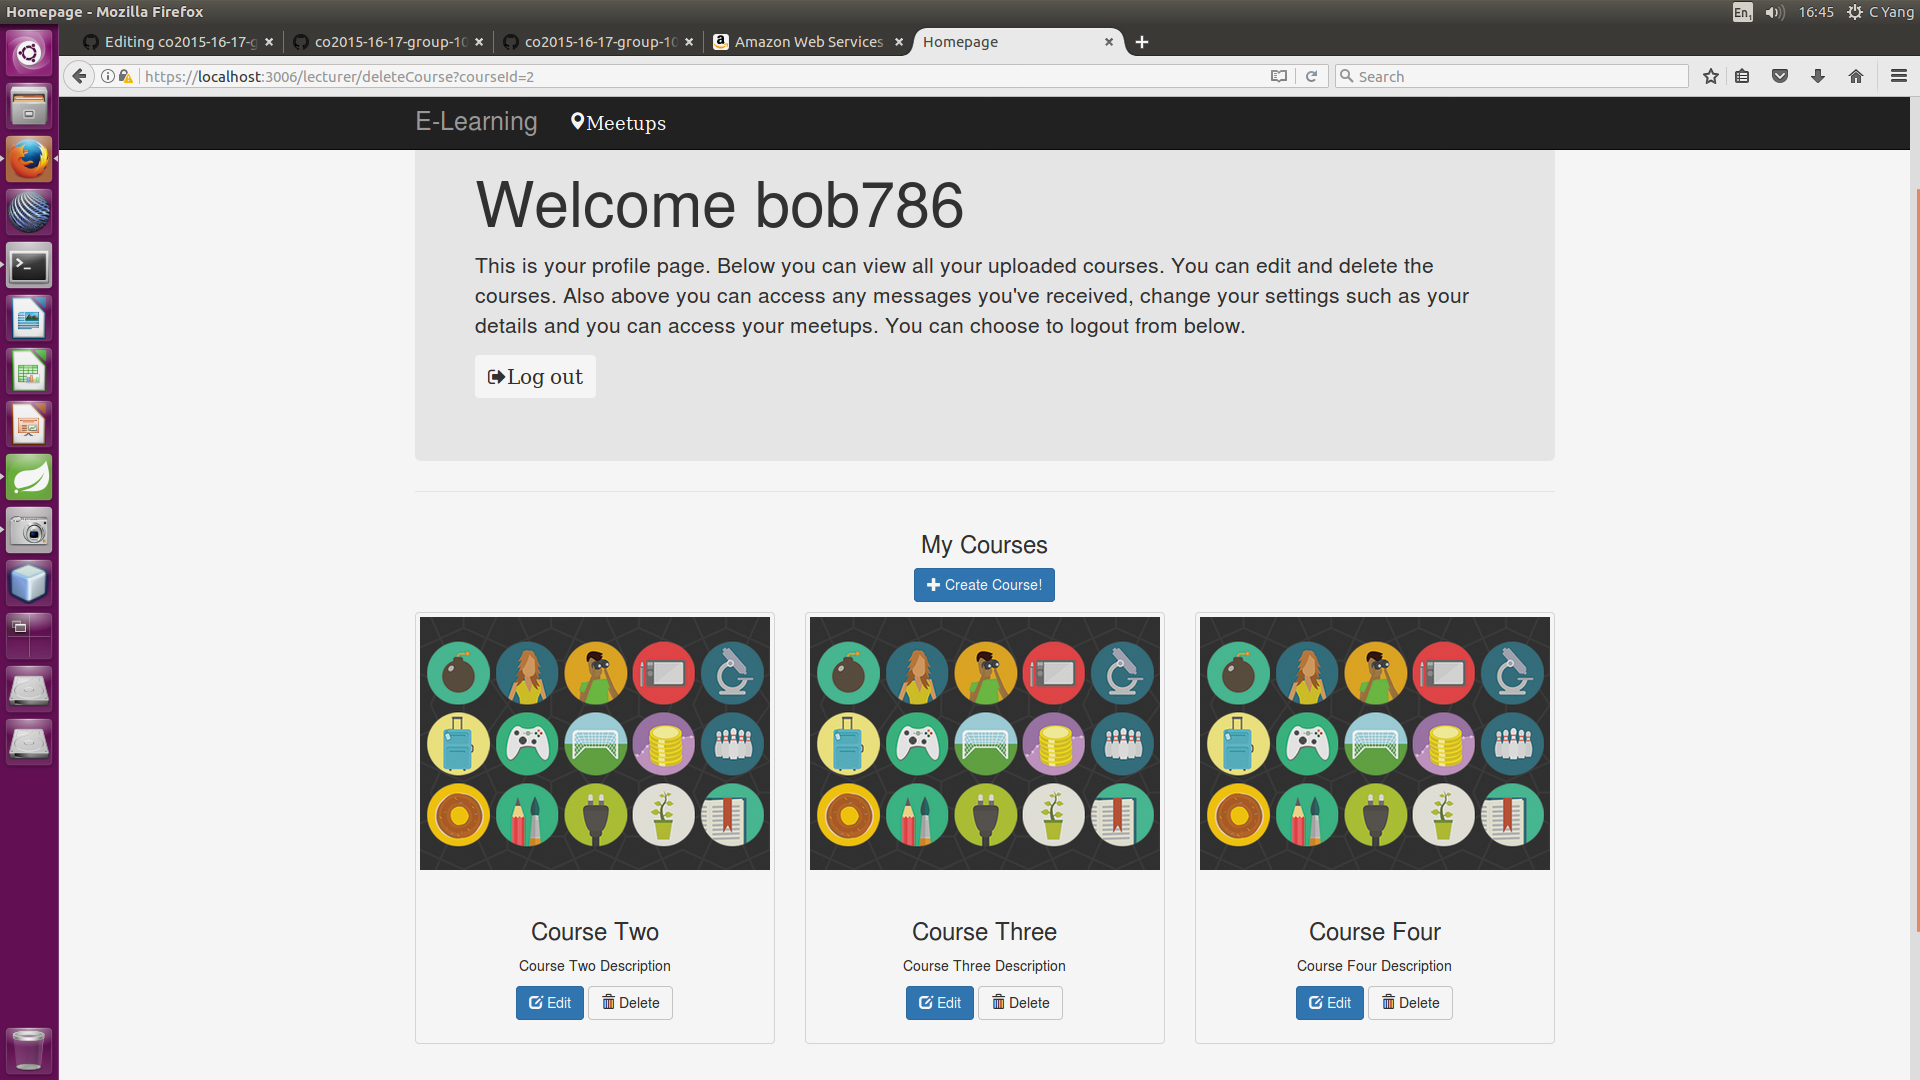 Homepage - Mozilla Firefox
En1
16:45
C Yang
Editing co2015-16-17-g
co2015-16-17-group-10
co2015-16-17-group-10
Amazon Web Services
Homepage
https://localhost:3006/lecturer/deleteCourse?courseId=2
Search
E-Learning
Meetups
Welcome bob786
This is your profile page. Below you can view all your uploaded courses. You can edit and delete the
courses. Also above you can access any messages you've received, change your settings such as your
details and you can access your meetups. You can choose to logout from below.
Log out
My Courses
Create Course!
Course Two
Course Two Description
Edit
Delete
Course Three
Course Three Description
Edit
Delete
Course Four
Course Four Description
Edit
Delete